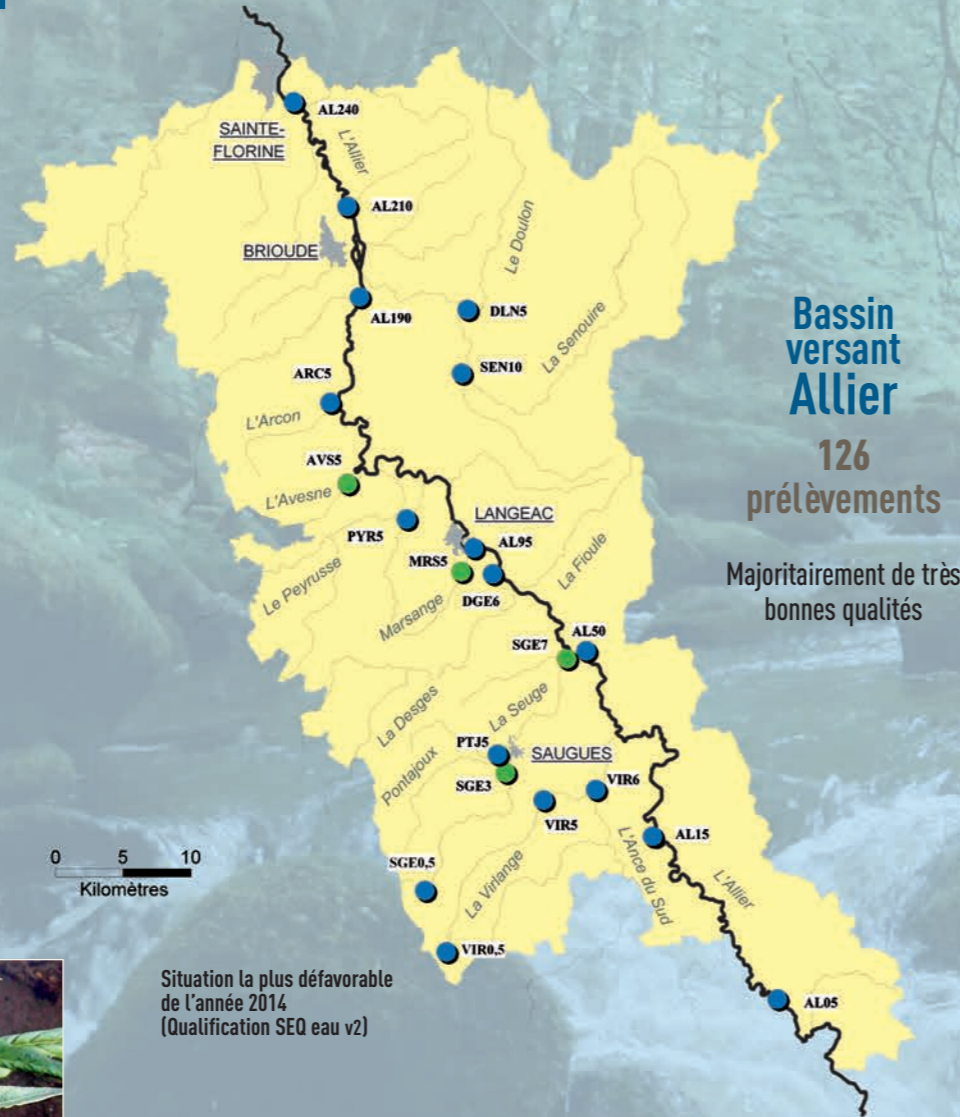 AL240
SAINTE-
FLORINE
L'Allier
AL210
BRIOUDE
Le Doulon
AL190
DLN5
La Senouire
SEN10
ARC5
L'Arcon
AVS5
L'Avesne
PYR5
LANGEAC
AL95
MRS5
Le Peyrusse
DGE6
La Fioule
Marsange
AL50
SGE7
La Desges
La Seuge
PTJ5
SAUGUES
Pontajoux
SGE3
VIR6
VIR5
AL15
L'Ance du Sud
SGE0,5
La Virlange
L'Allier
VIR0,5
AL05
0 5 10
Kilomètres
Bassin
versant
Allier
126
prélèvements
Majoritairement de très
bonnes qualités
Situation la plus défavorable
de l'année 2014
(Qualification SEQ eau v2)